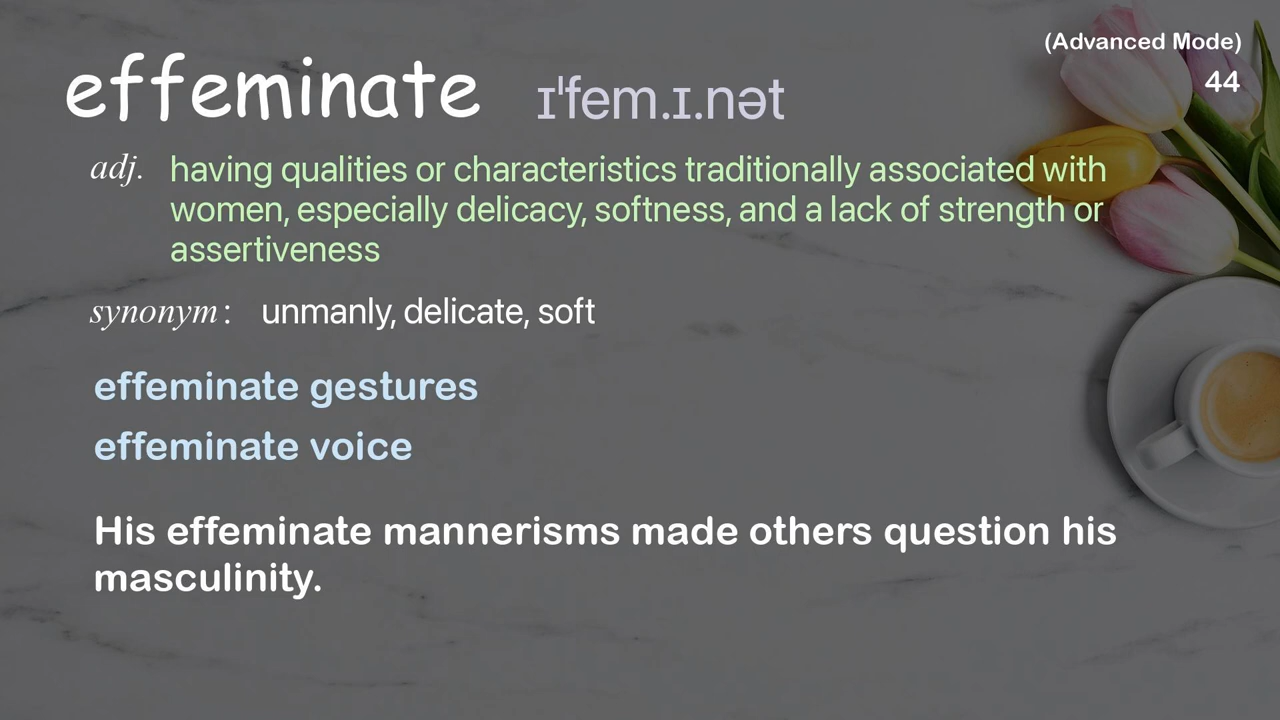 (Advanced Mode)
effeminate ɪˈfem.ɪ.nət
44
adj. having qualities or characteristics traditionally associated with
women, especially delicacy, softness, and a lack of strength or
assertiveness
synonym: unmanly, delicate, soft
effeminate gestures
effeminate voice
His effeminate mannerisms made others question his
masculinity.